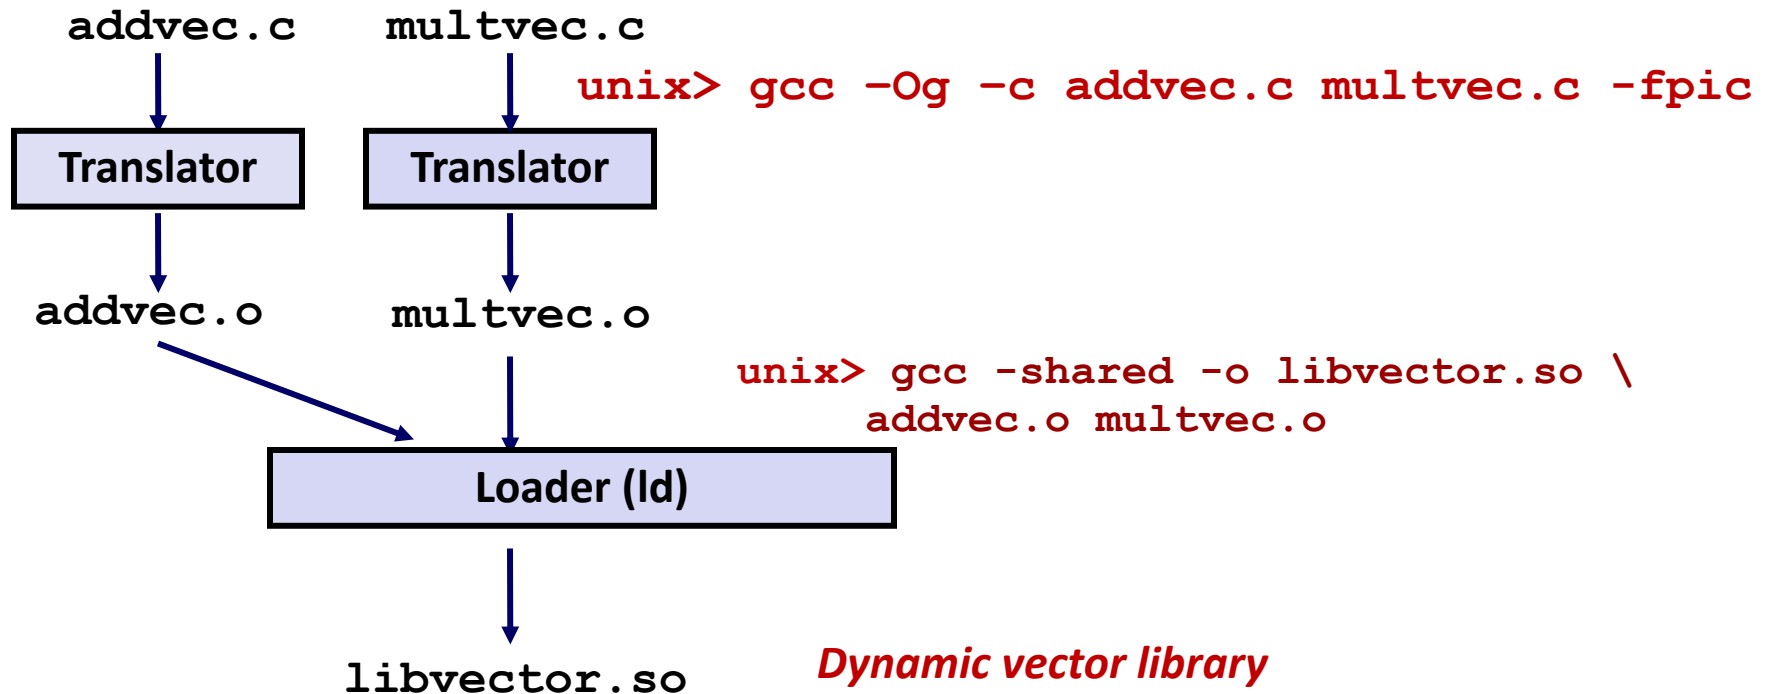 addvec.c multvec.c
unix> gcc –Og –c addvec.c multvec.c -fpic
Translator Translator
addvec.o multvec.o
unix> gcc -shared -o libvector.so \
addvec.o multvec.o
Loader (ld)
libvector.so
Dynamic vector library